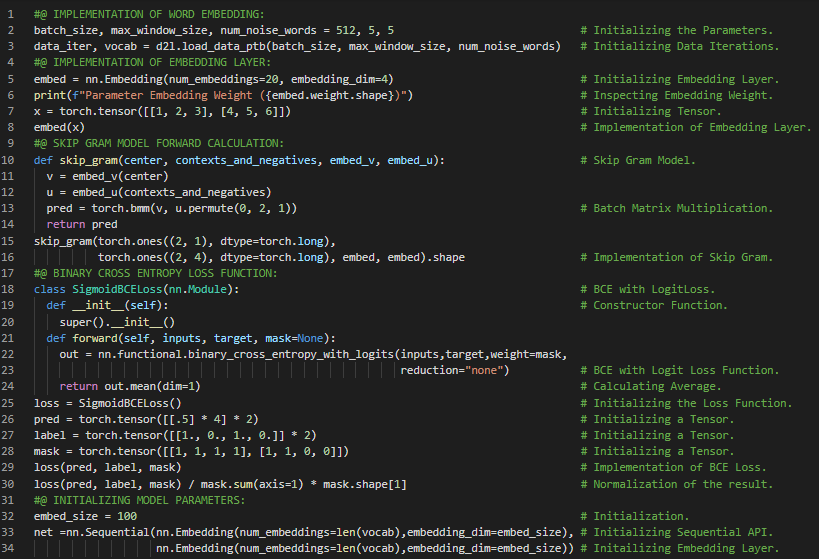 1 #@ IMPLEMENTATION OF WORD EMBEDDING:
2 batch_size, max_window_size, num_noise_words = 512, 5, 5 # Initializing the Parameters.
3 data_iter, vocab = d2l.load_data_ptb(batch_size, max_window_size, num_noise_words) # Initializing Data Iterations.
4 #@ IMPLEMENTATION OF EMBEDDING LAYER:
5 embed = nn.Embedding(num_embeddings=20, embedding_dim=4) # Initializing Embedding Layer.
6 print(f"Parameter Embedding Weight ({embed.weight.shape})") # Inspecting Embedding Weight.
7 x = torch.tensor([[1, 2, 3], [4, 5, 6]]) # Initializing Tensor.
8 embed(x) # Implementation of Embedding Layer.
9 #@ SKIP GRAM MODEL FORWARD CALCULATION:
10 def skip_gram(center, contexts_and_negatives, embed_v, embed_u): # Skip Gram Model.
11 v = embed_v(center)
12 u = embed_u(contexts_and_negatives)
13 pred = torch.bmm(v, u.permute(0, 2, 1)) # Batch Matrix Multiplication.
14 return pred
15 skip_gram(torch.ones((2, 1), dtype=torch.long),
16 torch.ones((2, 4), dtype=torch.long), embed, embed).shape # Implementation of Skip Gram.
17 #@ BINARY CROSS ENTROPY LOSS FUNCTION:
18 class SigmoidBCELoss(nn.Module): # BCE with LogitLoss.
19 def __init__(self): # Constructor Function.
20 super().__init__()
21 def forward(self, inputs, target, mask=None):
22 out = nn.functional.binary_cross_entropy_with_logits(inputs,target,weight=mask,
23 reduction="none") # BCE with Logit Loss Function.
24 return out.mean(dim=1) # Calculating Average.
25 loss = SigmoidBCELoss() # Initializing the Loss Function.
26 pred = torch.tensor([[.5] * 4] * 2) # Initializing a Tensor.
27 label = torch.tensor([[1., 0., 1., 0.]] * 2) # Initializing a Tensor.
28 mask = torch.tensor([[1, 1, 1, 1], [1, 1, 0, 0]]) # Initializing a Tensor.
29 loss(pred, label, mask) # Implementation of BCE Loss.
30 loss(pred, label, mask) / mask.sum(axis=1) * mask.shape[1] # Normalization of the result.
31 #@ INITIALIZING MODEL PARAMETERS:
32 embed_size = 100 # Initialization.
33 net =nn.Sequential(nn.Embedding(num_embeddings=len(vocab),embedding_dim=embed_size), # Initializing Sequential API.
34 nn.Embedding(num_embeddings=len(vocab),embedding_dim=embed_size)) # Initailizing Embedding Layer.